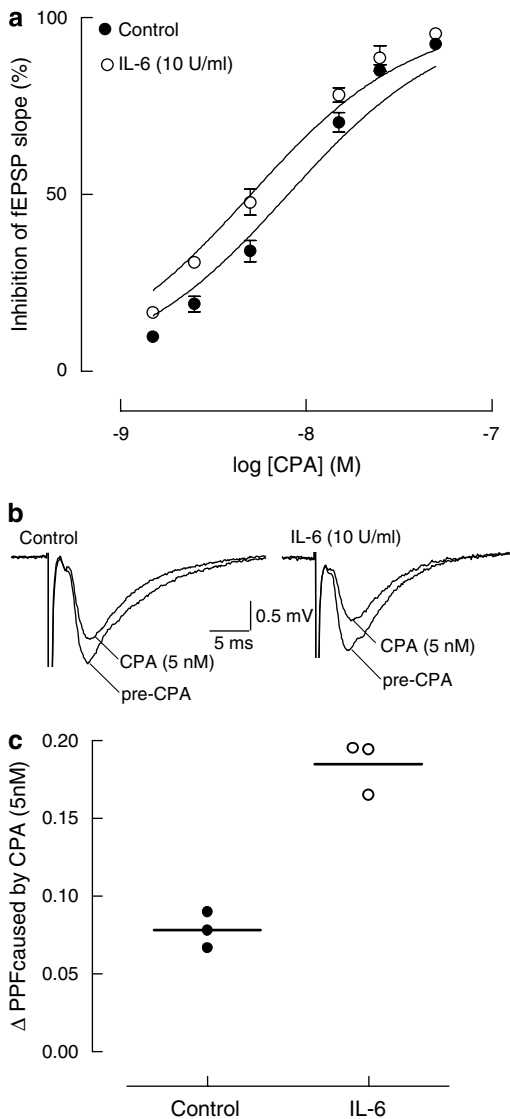 a
100
Control
IL-6 (10 U/ml)
Inhibition of fEPSP slope (%)
50
0
-9
-8
-7
log [CPA] (M)
b
Control
IL-6 (10 U/ml)
0.5 mV
5 ms
CPA (5 nM)
pre-CPA
CPA (5 nM)
pre-CPA
c
0.20
0.15
0.10
0.05
0.00
Δ PPFcaused by CPA (5nM)
Control
IL-6